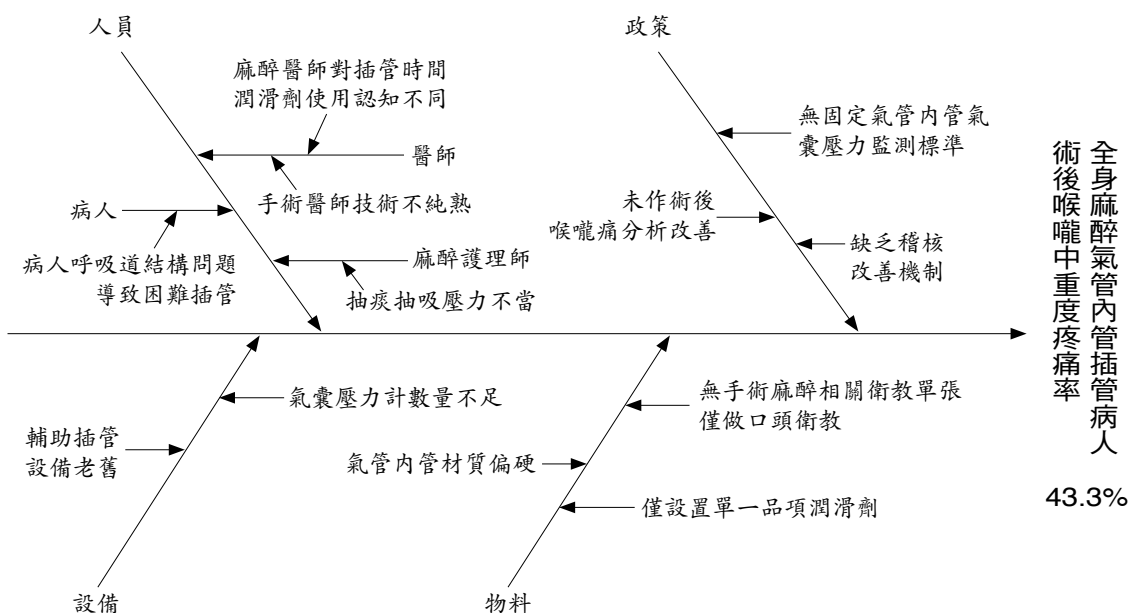 人員
麻醉醫師對插管時間
潤滑劑使用認知不同
醫師
手術醫師技術不純熟
病人
病人呼吸道結構問題
導致困難插管
麻醉護理師
抽痰抽吸壓力不當
政策
無固定氣管內管氣
囊壓力監測標準
未作術後
喉嚨痛分析改善
缺乏稽核
改善機制
設備
氣囊壓力計數量不足
輔助插管
設備老舊
物料
無手術麻醉相關衛教單張
僅做口頭衛教
氣管內管材質偏硬
僅設置單一品項潤滑劑
全身麻醉氣管內管插管病人
術後喉嚨中重度疼痛率
43.3%